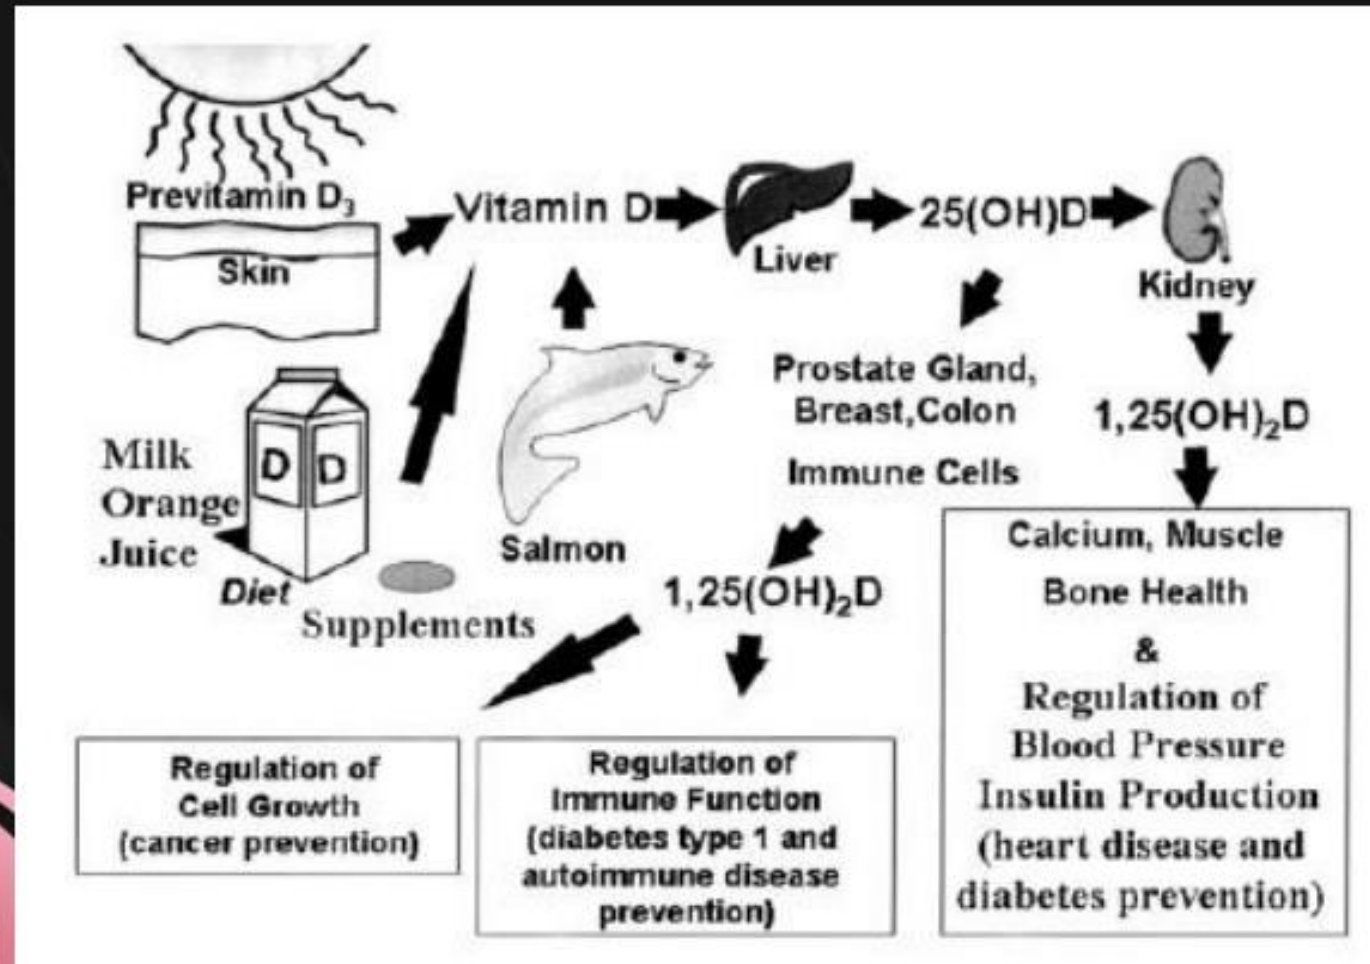 Previtamin D₃
Skin
Vitamin D
Liver
25(OH)D
Kidney
Milk
Orange
Juice
D D
Diet
Supplements
Salmon
Prostate Gland,
Breast,Colon
Immune Cells
1,25(OH)₂D
1,25(OH)₂D
Regulation of
Cell Growth
(cancer prevention)
Regulation of
Immune Function
(diabetes type 1 and
autoimmune disease
prevention)
Calcium, Muscle
Bone Health
&
Regulation of
Blood Pressure
Insulin Production
(heart disease and
diabetes prevention)